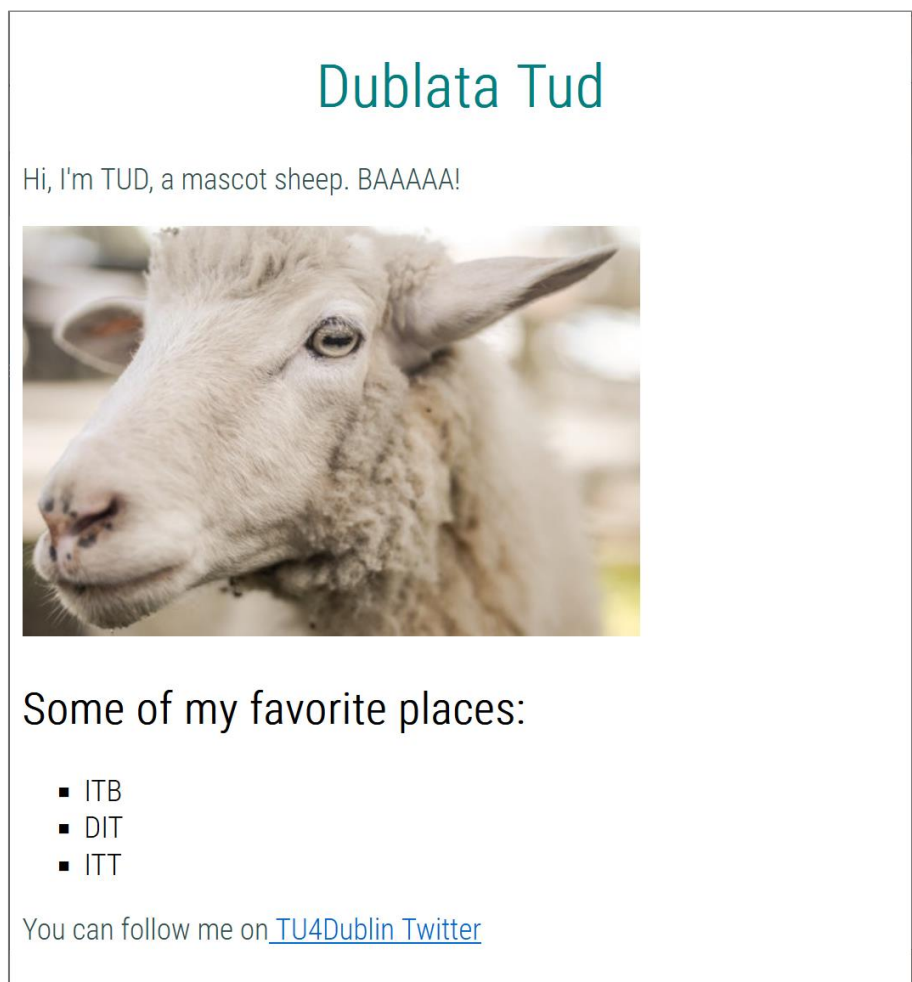 Dublata Tud
Hi, I'm TUD, a mascot sheep. BAAAAA!
Some of my favorite places:
ITB
DIT
ITT
You can follow me on TU4Dublin Twitter